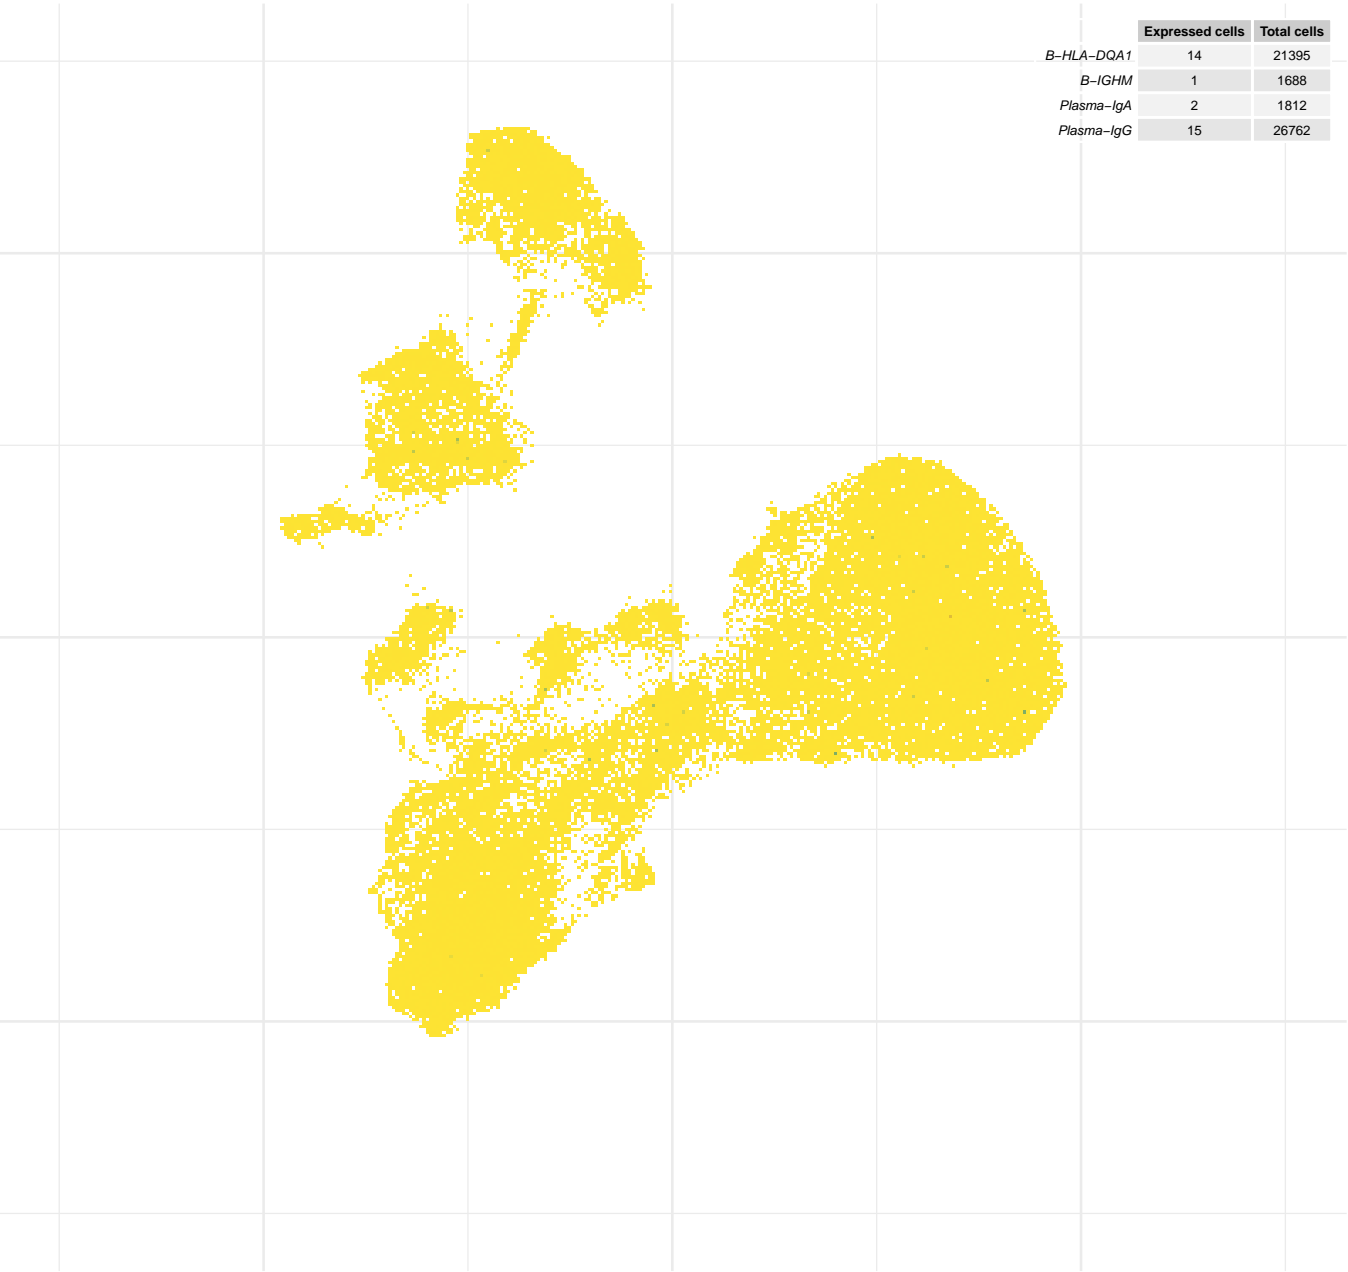 Expressed cells Total cells
B−HLA−DQA1 14 21395
B−IGHM 1 1688
Plasma−IgA 2 1812
Plasma−IgG 15 26762